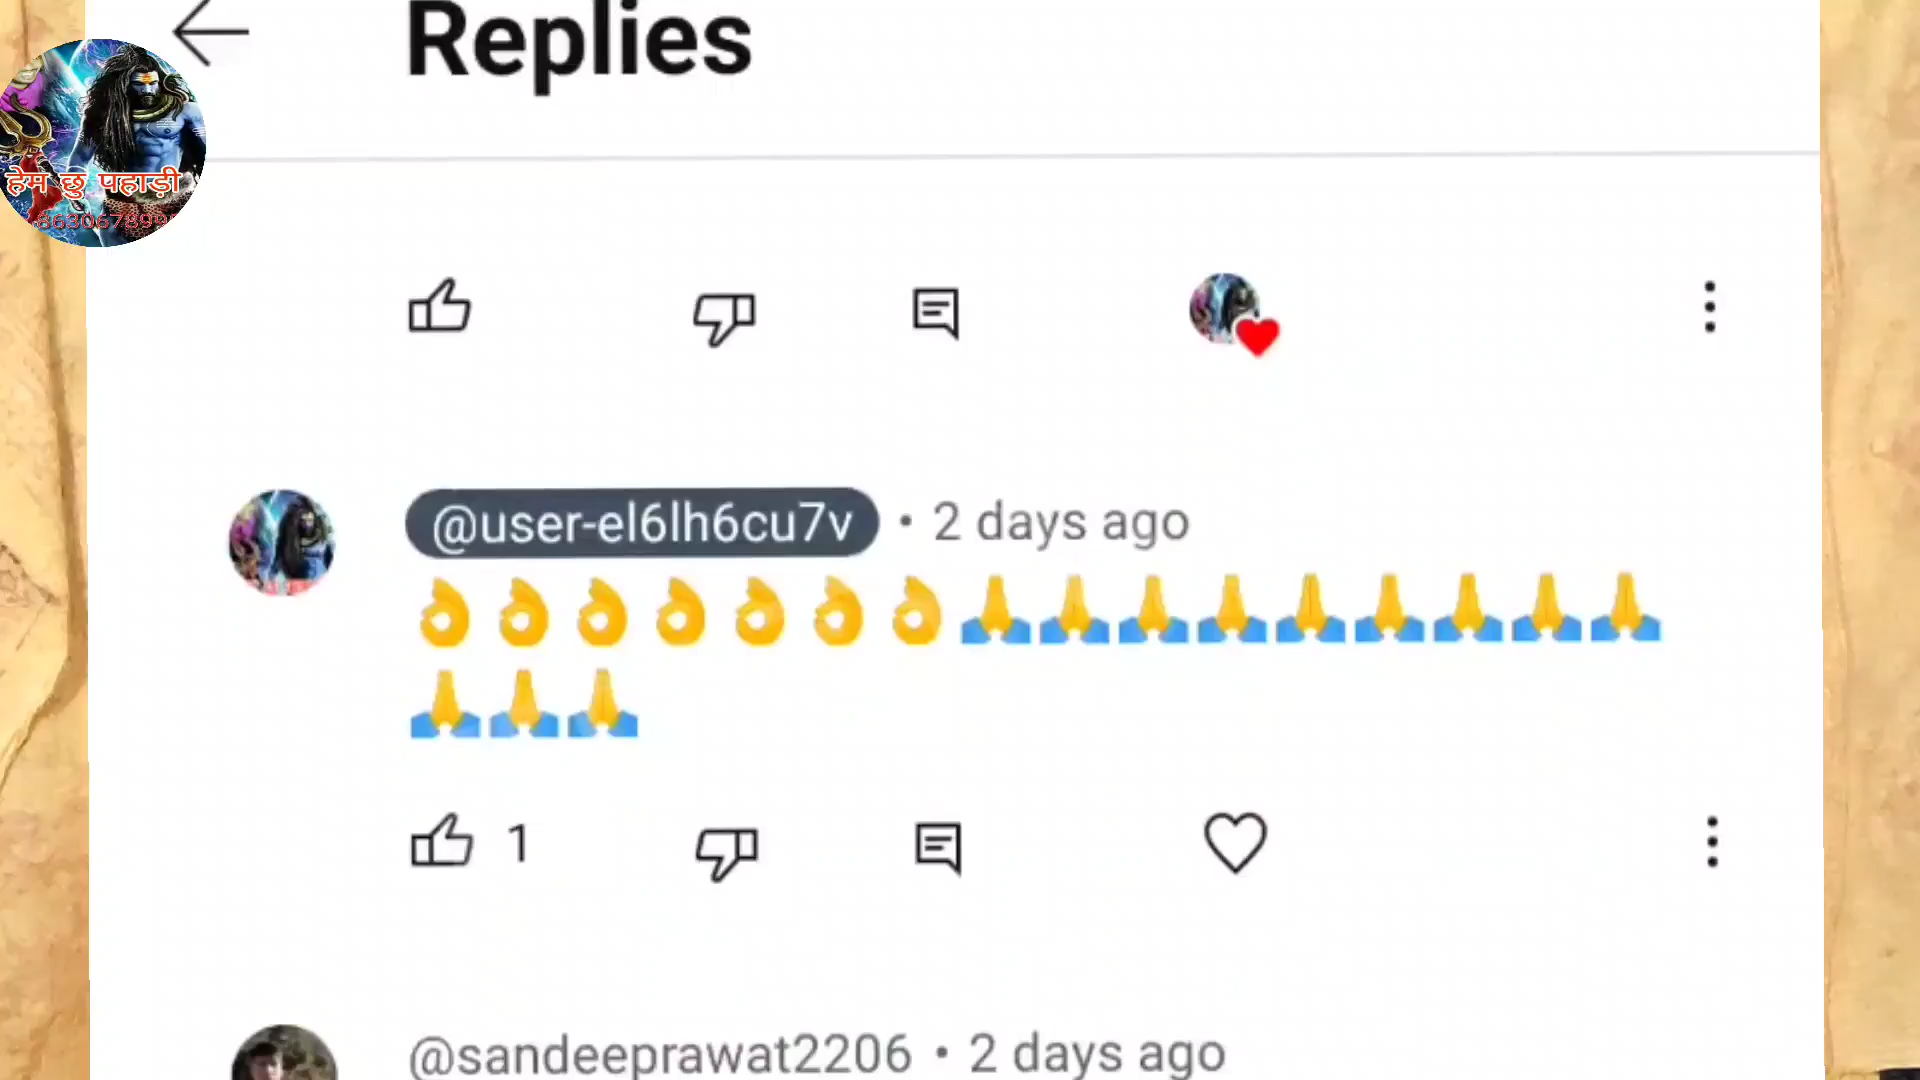 Replies
हेम छु पहाड़ी
@user-el6lh6cu7v • 2 days ago
👌👌👌👌👌👌👌🙏🙏🙏🙏🙏🙏🙏🙏🙏
🙏🙏🙏
1
@sandeeprawat2206 • 2 days ago